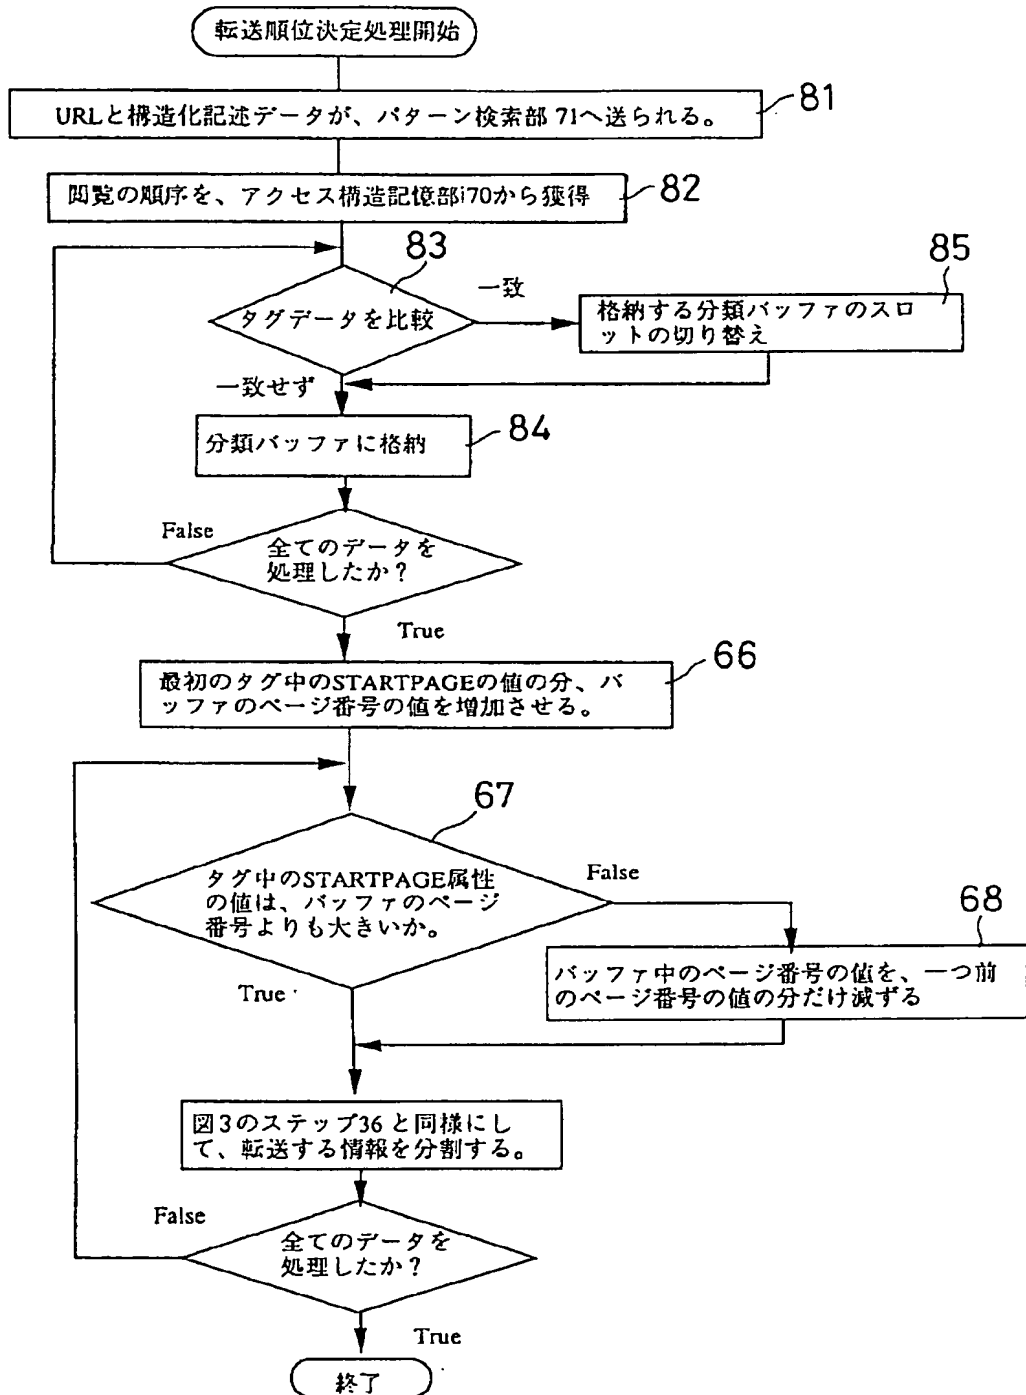 転送順位決定処理開始
81
URLと構造化記述データが、パターン検索部 71へ送られる。
82
閲覧の順序を、アクセス構造記憶部70から獲得
83
タグデータを比較
一致
85
格納する分類バッファのスロ
ットの切り替え
一致せず
84
分類バッファに格納
False
全てのデータを
処理したか？
True
66
最初のタグ中のSTARTPAGEの値の分、バ
ッファのページ番号の値を増加させる。
67
タグ中のSTARTPAGE属性
の値は、バッファのページ
番号よりも大きいか。
False
68
バッファ中のページ番号の値を、一つ前
のページ番号の値の分だけ減ずる
True
図3のステップ36と同様にし
て、転送する情報を分割する。
False
全てのデータを
処理したか？
True
終了